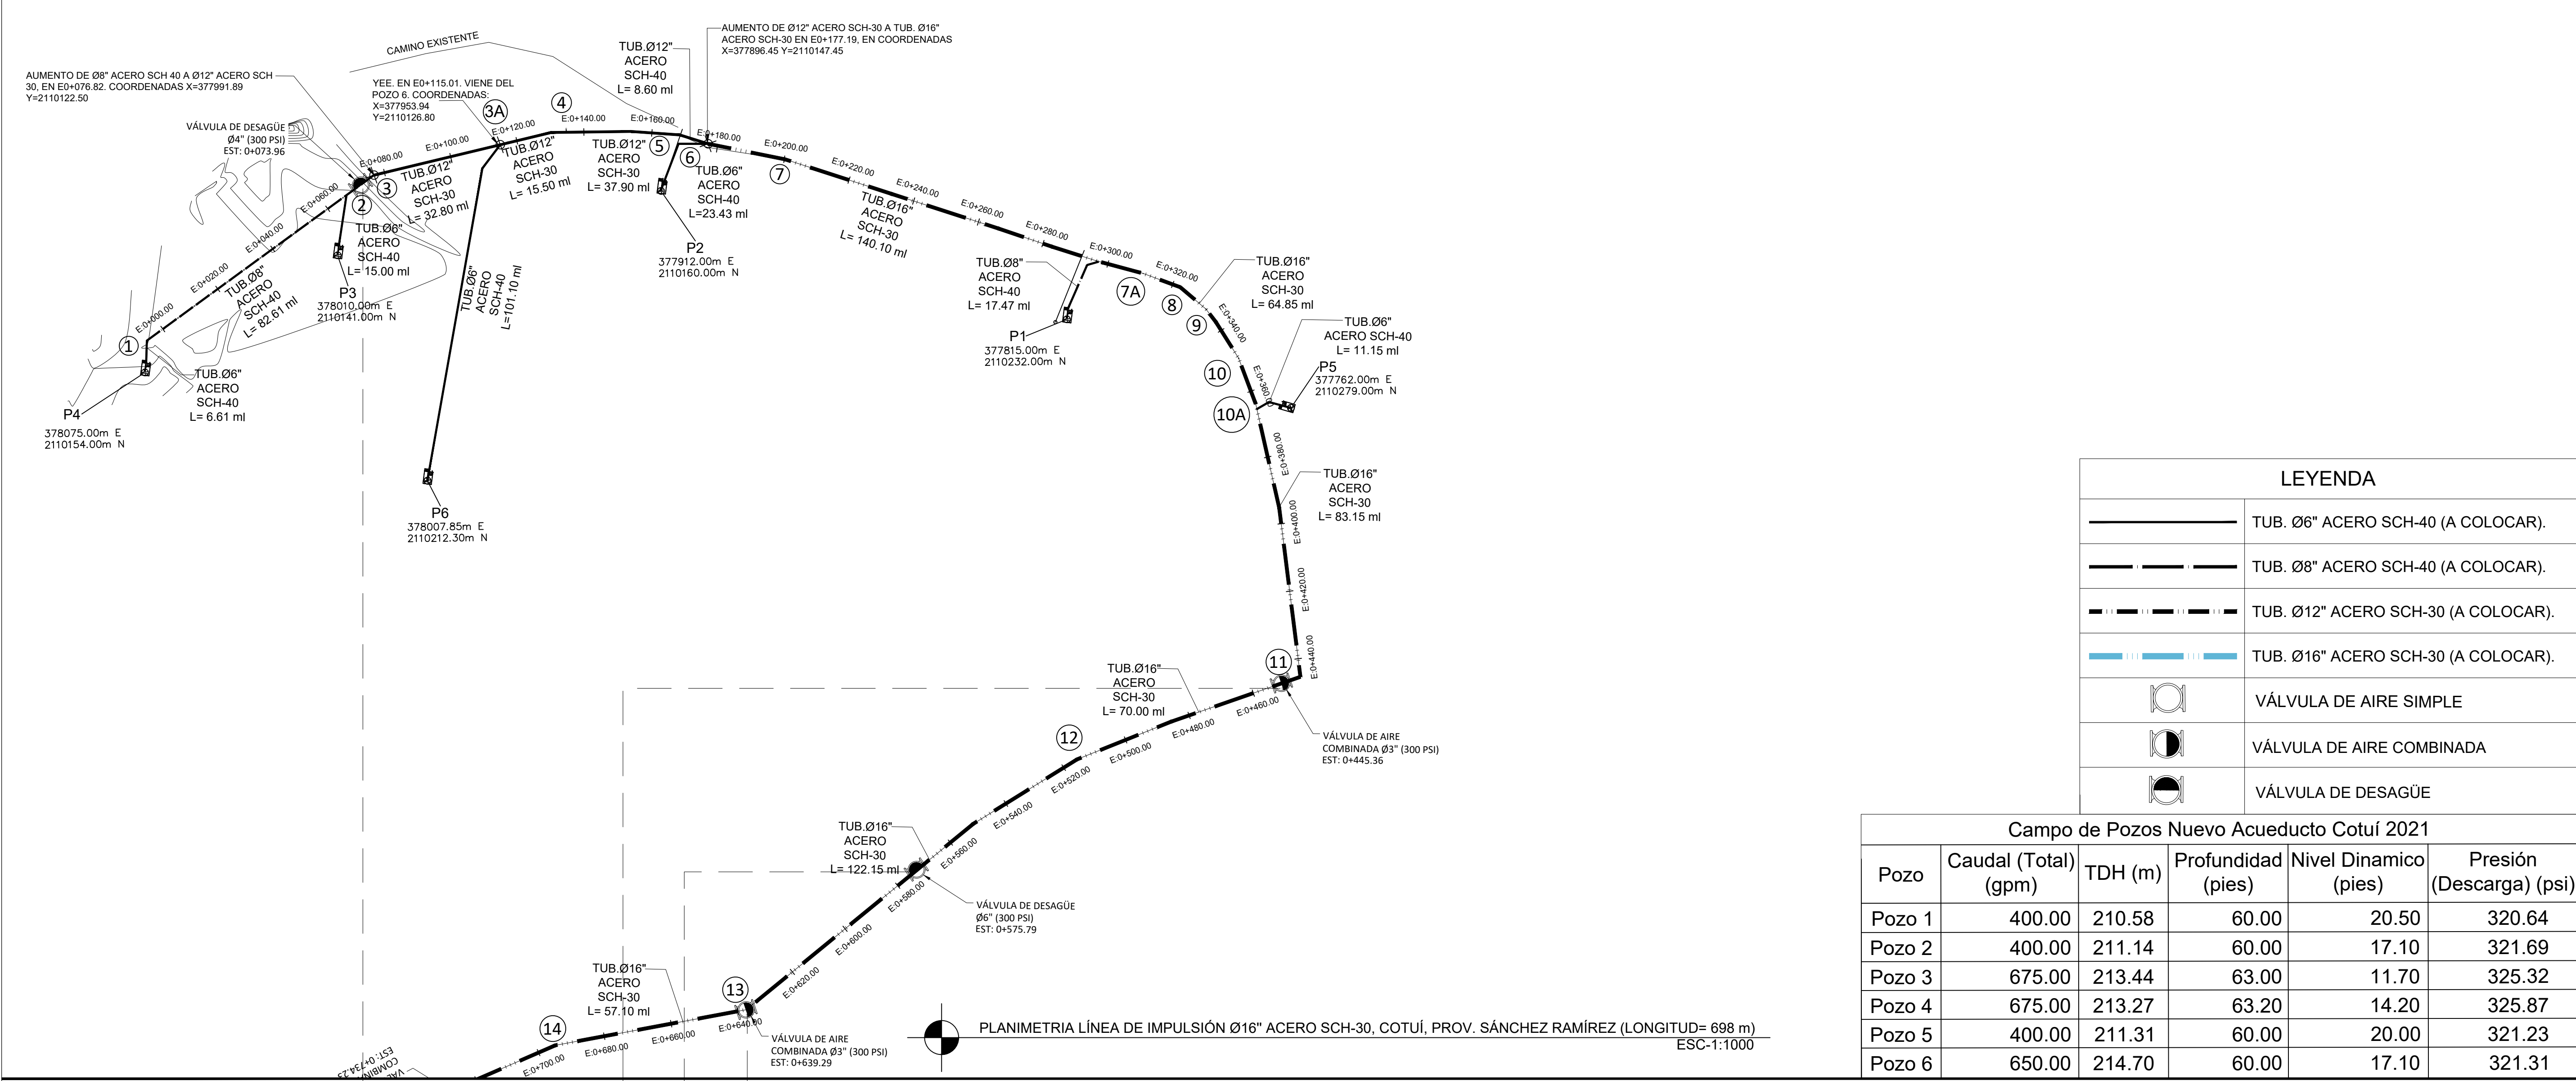 CAMINO EXISTENTE
AUMENTO DE Ø8" ACERO SCH 40 A Ø12" ACERO SCH
30, EN E0+076.82. COORDENADAS X=377991.89
Y=2110122.50
YEE. EN E0+115.01. VIENE DEL
POZO 6. COORDENADAS:
X=377953.94
Y=2110126.80
TUB.Ø12"
ACERO
SCH-40
L= 8.60 ml
AUMENTO DE Ø12" ACERO SCH-30 A TUB. Ø16"
ACERO SCH-30 EN E0+177.19, EN COORDENADAS
X=377896.45 Y=2110147.45
VÁLVULA DE DESAGÜE
Ø4" (300 PSI)
EST: 0+073.96
1
2
3
3A
4
5
6
7
7A
8
9
10
10A
11
12
13
14
E:0+000.00
E:0+020.00
E:0+040.00
E:0+060.00
E:0+080.00
E:0+100.00
E:0+120.00
E:0+140.00
E:0+160.00
E:0+180.00
E:0+200.00
E:0+220.00
E:0+240.00
E:0+260.00
E:0+280.00
E:0+300.00
E:0+320.00
E:0+340.00
E:0+360.0
E:0+380.00
E:0+400.00
E:0+420.00
E:0+440.00
E:0+460.00
E:0+480.00
E:0+500.00
E:0+520.00
E:0+540.00
E:0+560.00
E:0+580.00
E:0+600.00
E:0+620.00
E:0+640.00
E:0+660.00
E:0+680.00
E:0+700.00
TUB.Ø8"
ACERO
SCH-40
L= 82.61 ml
TUB.Ø6"
ACERO
SCH-40
L= 6.61 ml
P4
378075.00m E
2110154.00m N
TUB.Ø6"
ACERO
SCH-40
L= 15.00 ml
P3
378010.00m E
2110141.00m N
TUB.Ø12"
ACERO
SCH-30
L= 32.80 ml
TUB.Ø6"
ACERO
SCH-40
L=101.10 ml
P6
378007.85m E
2110212.30m N
TUB.Ø12"
ACERO
SCH-30
L= 15.50 ml
TUB.Ø12"
ACERO
SCH-30
L= 37.90 ml
TUB.Ø6"
ACERO
SCH-40
L=23.43 ml
P2
377912.00m E
2110160.00m N
TUB.Ø16"
ACERO
SCH-30
L= 140.10 ml
TUB.Ø8"
ACERO
SCH-40
L= 17.47 ml
P1
377815.00m E
2110232.00m N
TUB.Ø16"
ACERO
SCH-30
L= 64.85 ml
TUB.Ø6"
ACERO SCH-40
L= 11.15 ml
P5
377762.00m E
2110279.00m N
TUB.Ø16"
ACERO
SCH-30
L= 83.15 ml
TUB.Ø16"
ACERO
SCH-30
L= 70.00 ml
VÁLVULA DE AIRE
COMBINADA Ø3" (300 PSI)
EST: 0+445.36
TUB.Ø16"
ACERO
SCH-30
L= 122.15 ml
VÁLVULA DE DESAGÜE
Ø6" (300 PSI)
EST: 0+575.79
TUB.Ø16"
ACERO
SCH-30
L= 57.10 ml
VÁLVULA DE AIRE
COMBINADA Ø3" (300 PSI)
EST: 0+639.29
EST: 0+734.23
PLANIMETRIA LÍNEA DE IMPULSIÓN Ø16" ACERO SCH-30, COTUÍ, PROV. SÁNCHEZ RAMÍREZ (LONGITUD= 698 m)
ESC-1:1000
LEYENDA
TUB. Ø6" ACERO SCH-40 (A COLOCAR).
TUB. Ø8" ACERO SCH-40 (A COLOCAR).
TUB. Ø12" ACERO SCH-30 (A COLOCAR).
TUB. Ø16" ACERO SCH-30 (A COLOCAR).
VÁLVULA DE AIRE SIMPLE
VÁLVULA DE AIRE COMBINADA
VÁLVULA DE DESAGÜE
Campo de Pozos Nuevo Acueducto Cotuí 2021
Pozo Caudal (Total) (gpm) TDH (m) Profundidad (pies) Nivel Dinamico (pies) Presión (Descarga) (psi)
Pozo 1 400.00 210.58 60.00 20.50 320.64
Pozo 2 400.00 211.14 60.00 17.10 321.69
Pozo 3 675.00 213.44 63.00 11.70 325.32
Pozo 4 675.00 213.27 63.20 14.20 325.87
Pozo 5 400.00 211.31 60.00 20.00 321.23
Pozo 6 650.00 214.70 60.00 17.10 321.31